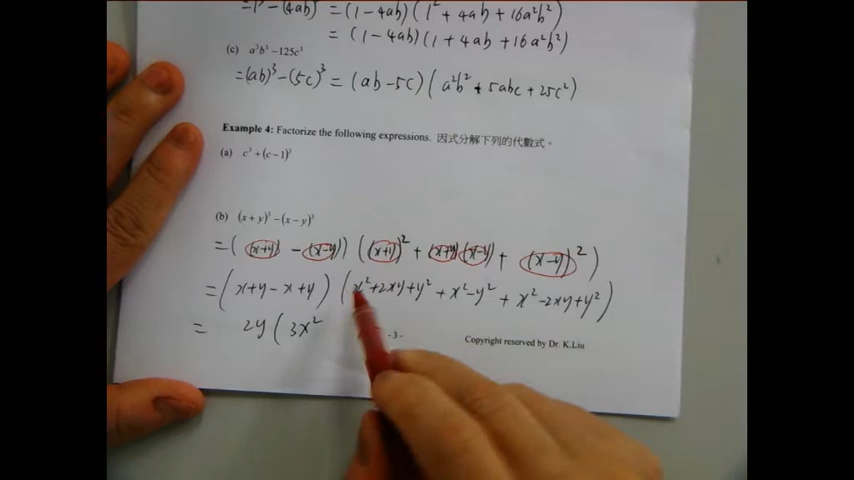 = 1³ - (4ab)³ = (1 - 4ab) (1² + 4ab + 16a²b²)
= (1 - 4ab) (1 + 4ab + 16a²b²)
(c) a³b³ - 125c³
= (ab)³ - (5c)³ = (ab - 5c) (a²b² + 5abc + 25c²)
Example 4: Factorize the following expressions. 因式分解下列的代數式。
(a) c³ + (c - 1)³
(b) (x + y)³ - (x - y)³
= ( (x+y) - (x-y) ) ( (x+y)² + (x+y)(x-y) + (x-y)² )
= ( x+y - x+y ) ( x² + 2xy + y² + x² - y² + x² - 2xy + y² )
= 2y ( 3x²
- 3 -
Copyright reserved by Dr. K.Liu